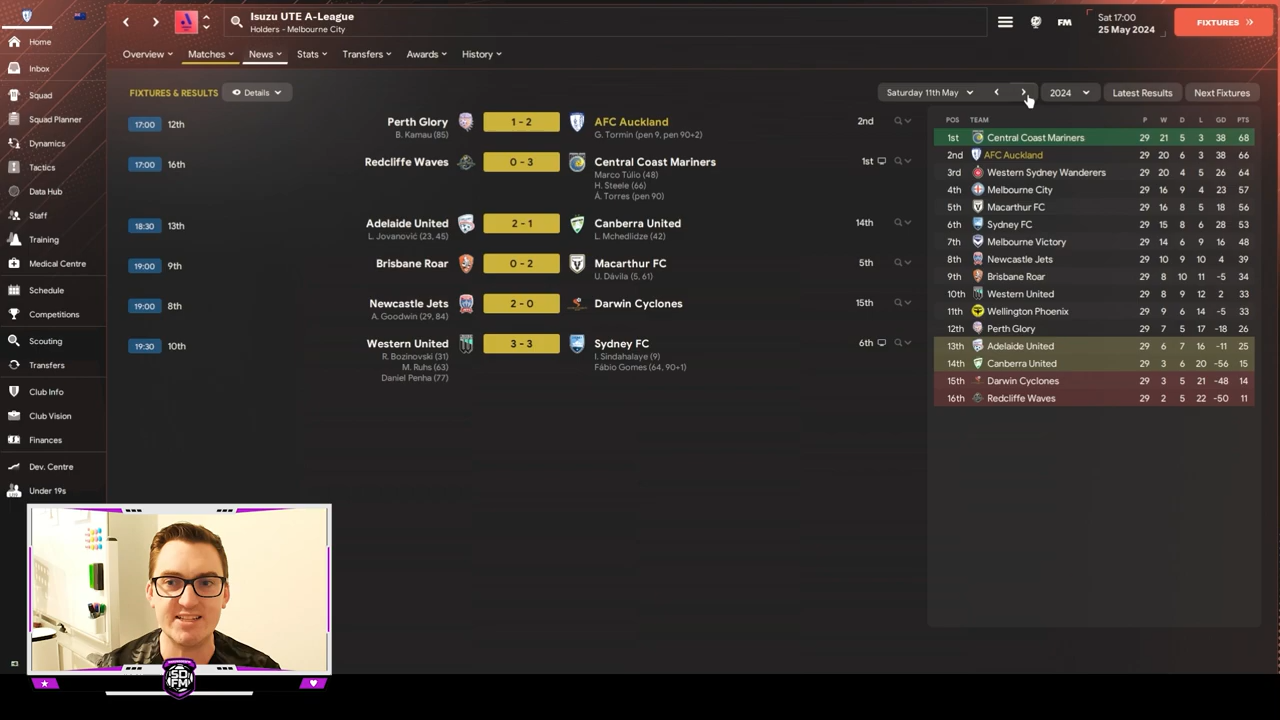 Isuzu UTE A-League
Holders - Melbourne City
FM
Sat 17:00
25 May 2024
FIXTURES
Home
Inbox
Squad
Squad Planner
Dynamics
Tactics
Data Hub
Staff
Training
Medical Centre
Schedule
Competitions
Scouting
Transfers
Club Info
Club Vision
Finances
Dev. Centre
Under 19s
Overview
Matches
News
Stats
Transfers
Awards
History
FIXTURES & RESULTS
Details
Saturday 11th May
2024
Latest Results
Next Fixtures
17:00 12th Perth Glory 1 - 2 AFC Auckland 2nd
B. Kamau (85) G. Tormin (pen 9, pen 90+2)
17:00 16th Redcliffe Waves 0 - 3 Central Coast Mariners 1st
Marco Túlio (48)
H. Steele (66)
Á. Torres (pen 90)
18:30 13th Adelaide United 2 - 1 Canberra United 14th
L. Jovanović (23, 45) L. Mchedlidze (42)
19:00 9th Brisbane Roar 0 - 2 Macarthur FC 5th
U. Dávila (5, 61)
19:00 8th Newcastle Jets 2 - 0 Darwin Cyclones 15th
A. Goodwin (29, 84)
19:30 10th Western United 3 - 3 Sydney FC 6th
R. Bozinovski (31) I. Sindahalaye (9)
M. Ruhs (63) Fábio Gomes (64, 90+1)
Daniel Penha (77)
POS TEAM P W D L GD PTS
1st Central Coast Mariners 29 21 5 3 38 68
2nd AFC Auckland 29 20 6 3 38 66
3rd Western Sydney Wanderers 29 20 4 5 26 64
4th Melbourne City 29 16 9 4 23 57
5th Macarthur FC 29 16 8 5 18 56
6th Sydney FC 29 15 8 6 28 53
7th Melbourne Victory 29 14 6 9 16 48
8th Newcastle Jets 29 10 9 10 4 39
9th Brisbane Roar 29 8 10 11 -5 34
10th Western United 29 8 9 12 2 33
11th Wellington Phoenix 29 9 6 14 -5 33
12th Perth Glory 29 7 5 17 -18 26
13th Adelaide United 29 6 7 16 -11 25
14th Canberra United 29 3 6 20 -56 15
15th Darwin Cyclones 29 3 5 21 -48 14
16th Redcliffe Waves 29 2 5 22 -50 11
SD
FM